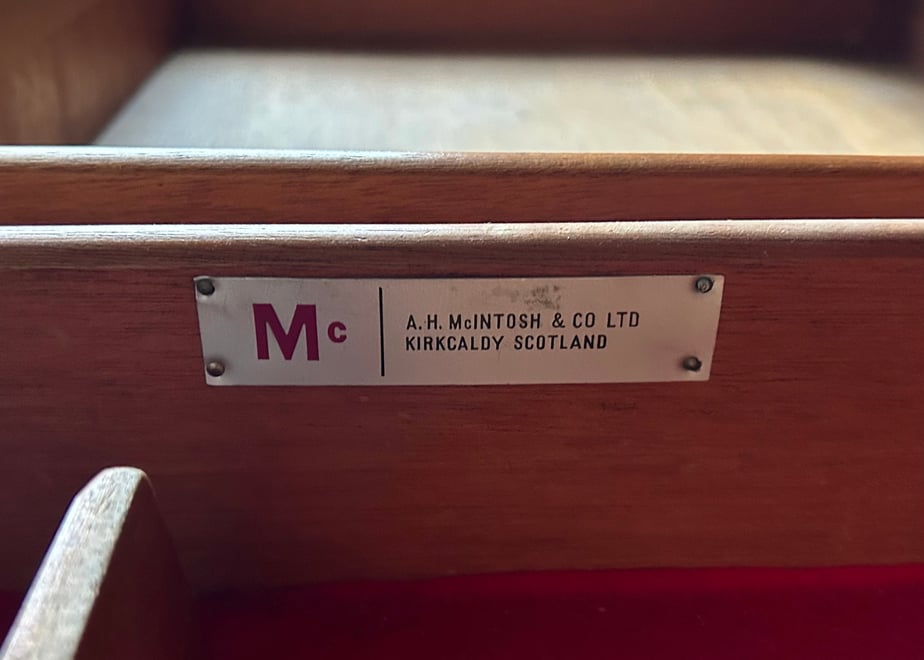 Mc
A. H. McINTOSH & CO LTD
KIRKCALDY SCOTLAND